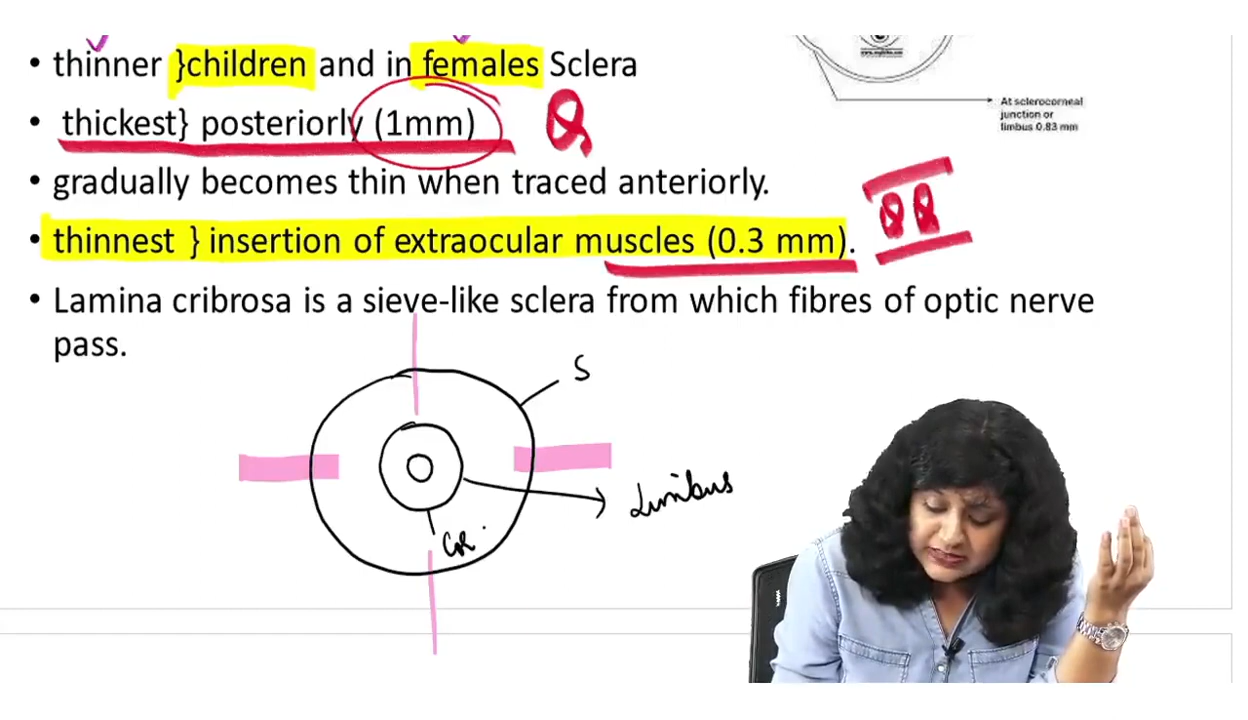 • thinner }children and in females Sclera
• thickest} posteriorly (1mm)
• gradually becomes thin when traced anteriorly.
• thinnest } insertion of extraocular muscles (0.3 mm).
• Lamina cribrosa is a sieve-like sclera from which fibres of optic nerve
pass.
At sclerocorneal
junction or
limbus 0.83 mm
S
Limbus